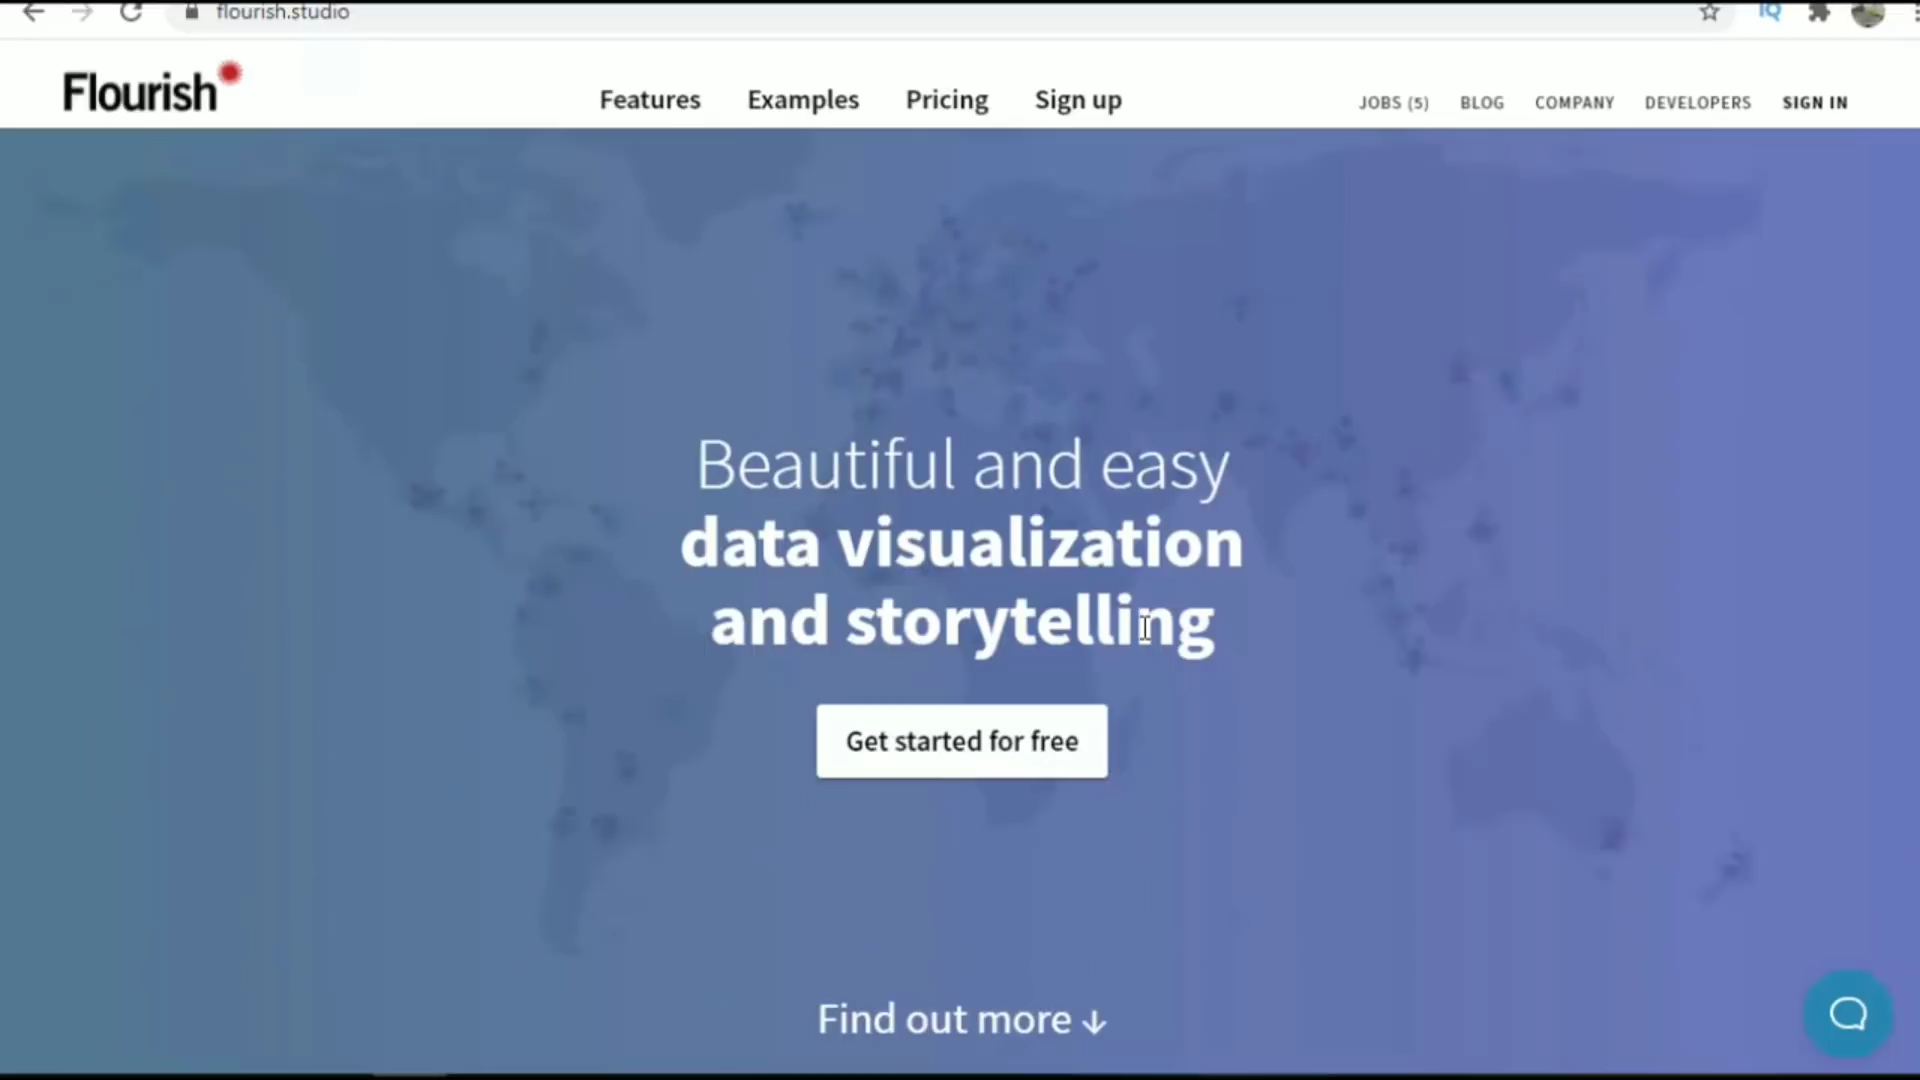 flourish.studio
IQ
Flourish
Features Examples Pricing Sign up
JOBS (5) BLOG COMPANY DEVELOPERS SIGN IN
Beautiful and easy
data visualization
and storytelling
Get started for free
Find out more ↓